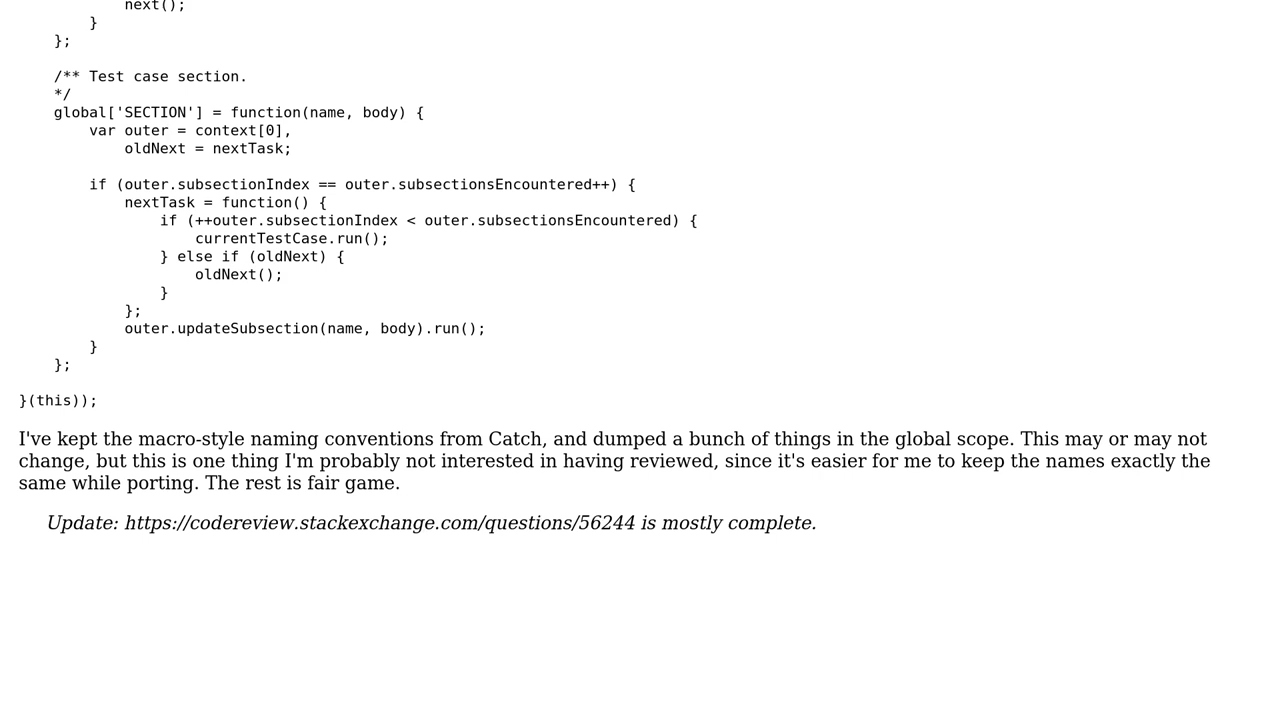 next();
        }
    };

    /** Test case section.
    */
    global['SECTION'] = function(name, body) {
        var outer = context[0],
            oldNext = nextTask;

        if (outer.subsectionIndex == outer.subsectionsEncountered++) {
            nextTask = function() {
                if (++outer.subsectionIndex < outer.subsectionsEncountered) {
                    currentTestCase.run();
                } else if (oldNext) {
                    oldNext();
                }
            };
            outer.updateSubsection(name, body).run();
        }
    };

}(this));
I've kept the macro-style naming conventions from Catch, and dumped a bunch of things in the global scope. This may or may not
change, but this is one thing I'm probably not interested in having reviewed, since it's easier for me to keep the names exactly the
same while porting. The rest is fair game.
Update: https://codereview.stackexchange.com/questions/56244 is mostly complete.